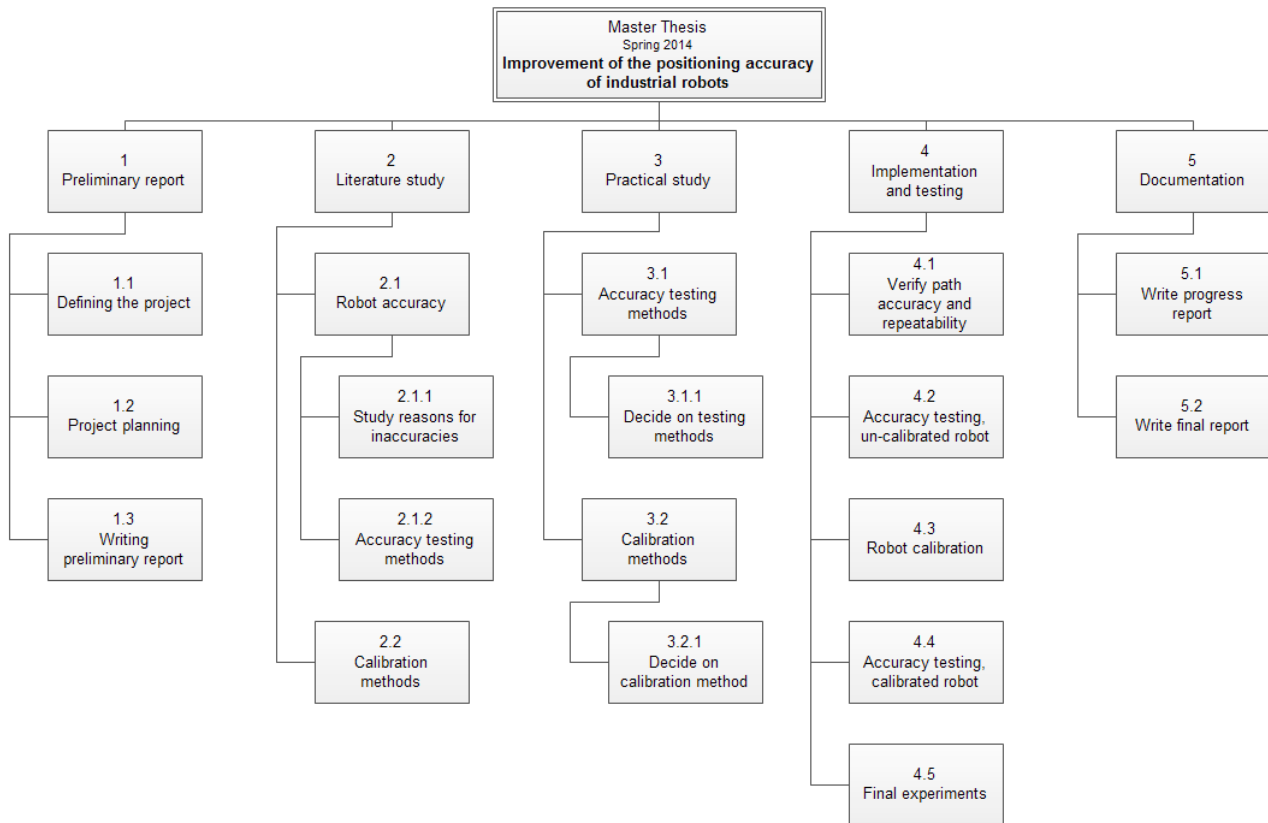 Master Thesis
Spring 2014
Improvement of the positioning accuracy
of industrial robots
1
Preliminary report
2
Literature study
3
Practical study
4
Implementation
and testing
5
Documentation
1.1
Defining the project
1.2
Project planning
1.3
Writing
preliminary report
2.1
Robot accuracy
2.1.1
Study reasons for
inaccuracies
2.1.2
Accuracy testing
methods
2.2
Calibration
methods
3.1
Accuracy testing
methods
3.1.1
Decide on testing
methods
3.2
Calibration
methods
3.2.1
Decide on
calibration method
4.1
Verify path
accuracy and
repeatability
4.2
Accuracy testing,
un-calibrated robot
4.3
Robot calibration
4.4
Accuracy testing,
calibrated robot
4.5
Final experiments
5.1
Write progress
report
5.2
Write final report